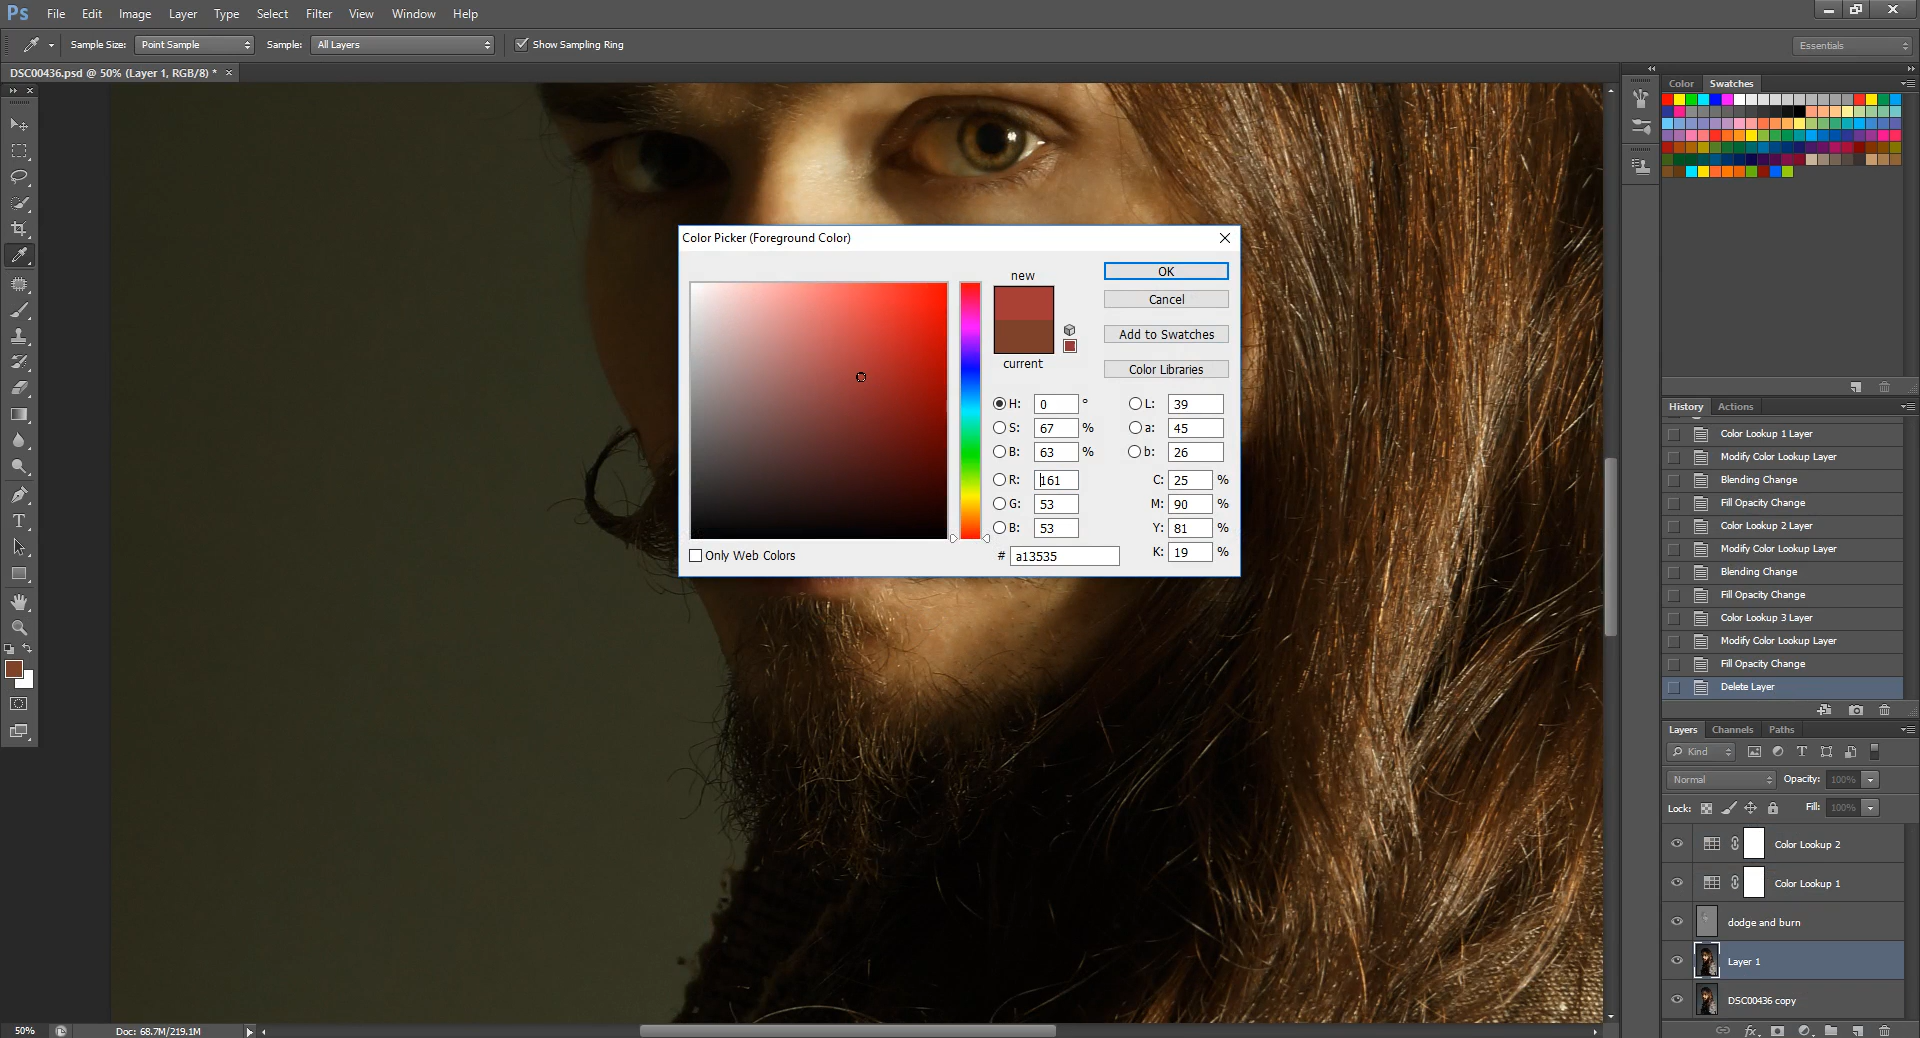 Ps File Edit Image Layer Type Select Filter 3D View Window Help
Sample Size: Point Sample Sample: All Layers Show Sampling Ring Essentials
DSC00436.psd @ 50% (Layer 1, RGB/8) * ×
Color Picker (Foreground Color)
new
current
OK
Cancel
Add to Swatches
Color Libraries
H: 0 ° L: 39
S: 67 % a: 45
B: 63 % b: 26
R: 161 C: 25 %
G: 53 M: 90 %
B: 53 Y: 81 %
# a13535 K: 19 %
Only Web Colors
Color Swatches
History Actions
Color Lookup 1 Layer
Modify Color Lookup Layer
Blending Change
Fill Opacity Change
Color Lookup 2 Layer
Modify Color Lookup Layer
Blending Change
Fill Opacity Change
Color Lookup 3 Layer
Modify Color Lookup Layer
Fill Opacity Change
Delete Layer
Layers Channels Paths
Kind
Normal Opacity: 100%
Lock: Fill: 100%
Color Lookup 2
Color Lookup 1
dodge and burn
Layer 1
DSC00436 copy
fx
50% Doc: 68.7M/219.1M